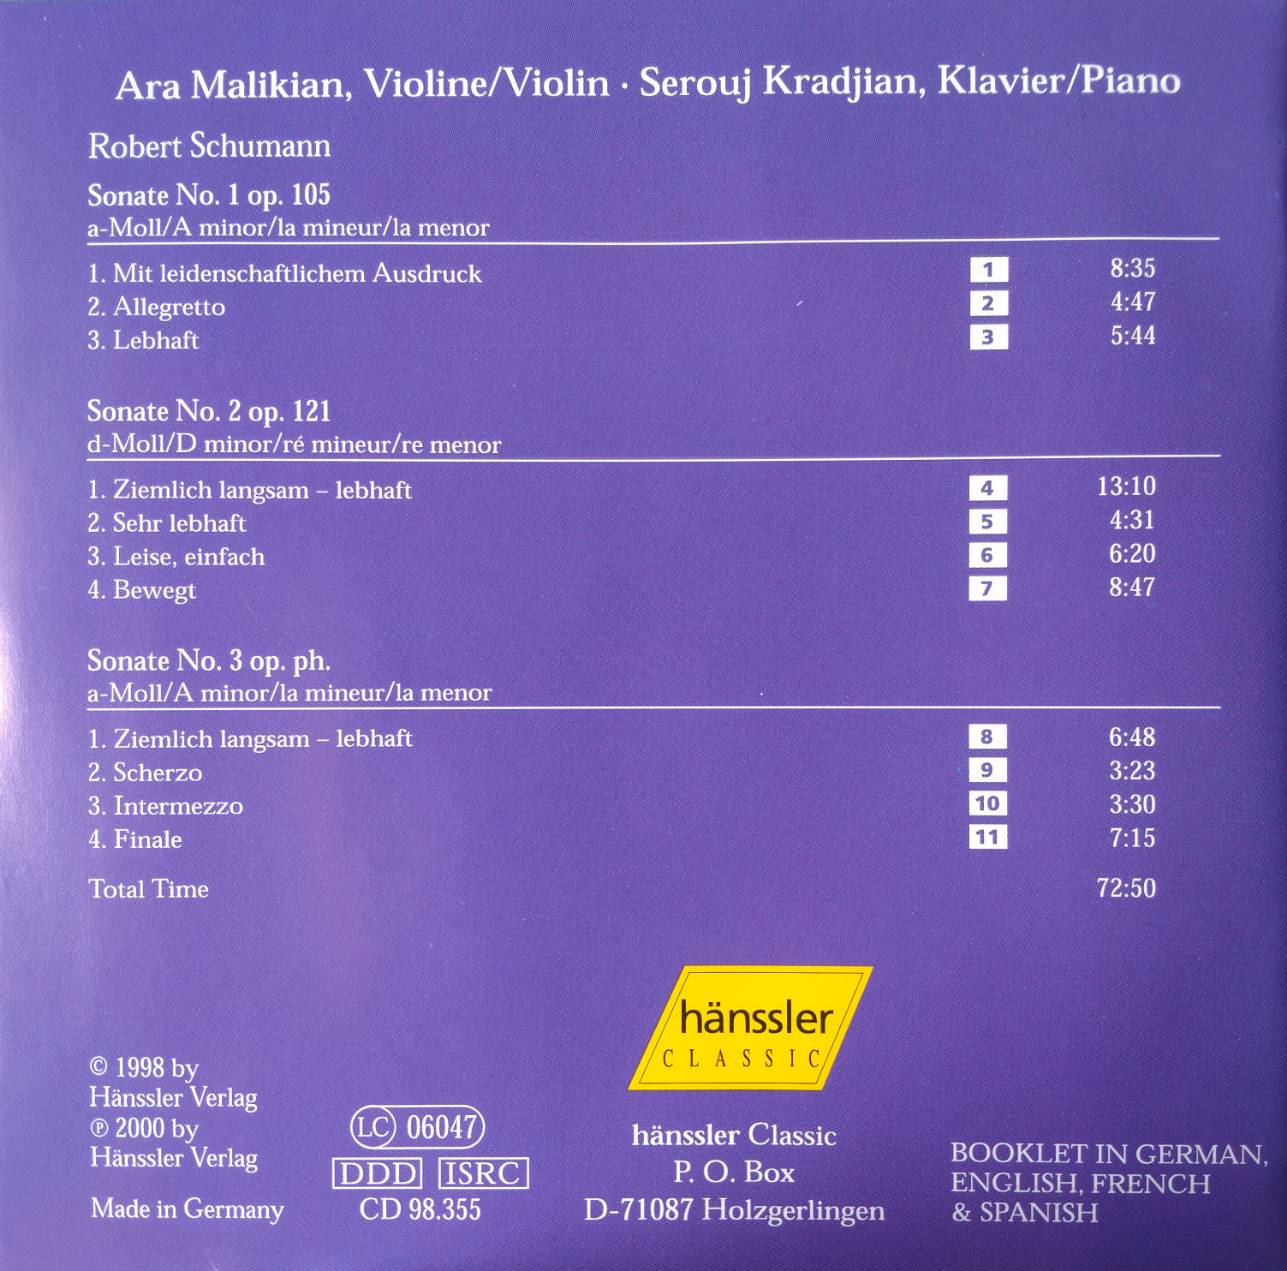 Ara Malikian, Violine/Violin · Serouj Kradjian, Klavier/Piano
Robert Schumann
Sonate No. 1 op. 105
a-Moll/A minor/la mineur/la menor
1. Mit leidenschaftlichem Ausdruck 1 8:35
2. Allegretto 2 4:47
3. Lebhaft 3 5:44
Sonate No. 2 op. 121
d-Moll/D minor/ré mineur/re menor
1. Ziemlich langsam – lebhaft 4 13:10
2. Sehr lebhaft 5 4:31
3. Leise, einfach 6 6:20
4. Bewegt 7 8:47
Sonate No. 3 op. ph.
a-Moll/A minor/la mineur/la menor
1. Ziemlich langsam – lebhaft 8 6:48
2. Scherzo 9 3:23
3. Intermezzo 10 3:30
4. Finale 11 7:15
Total Time 72:50
hänssler
CLASSIC
© 1998 by
Hänssler Verlag
℗ 2000 by
Hänssler Verlag
Made in Germany
LC 06047
DDD ISRC
CD 98.355
hänssler Classic
P. O. Box
D-71087 Holzgerlingen
BOOKLET IN GERMAN,
ENGLISH, FRENCH
& SPANISH